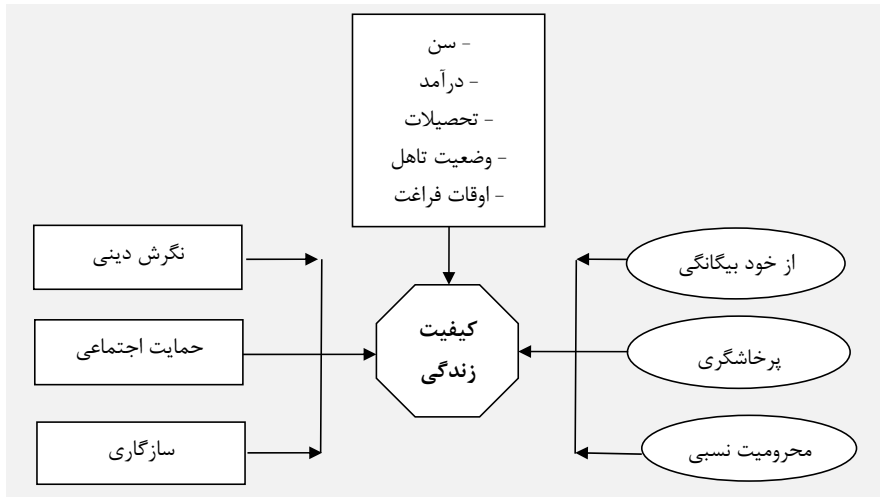 - سن
- درآمد
- تحصیلات
- وضعیت تاهل
- اوقات فراغت
از خود بیگانگی
پرخاشگری
محرومیت نسبی
کیفیت
زندگی
نگرش دینی
حمایت اجتماعی
سازگاری